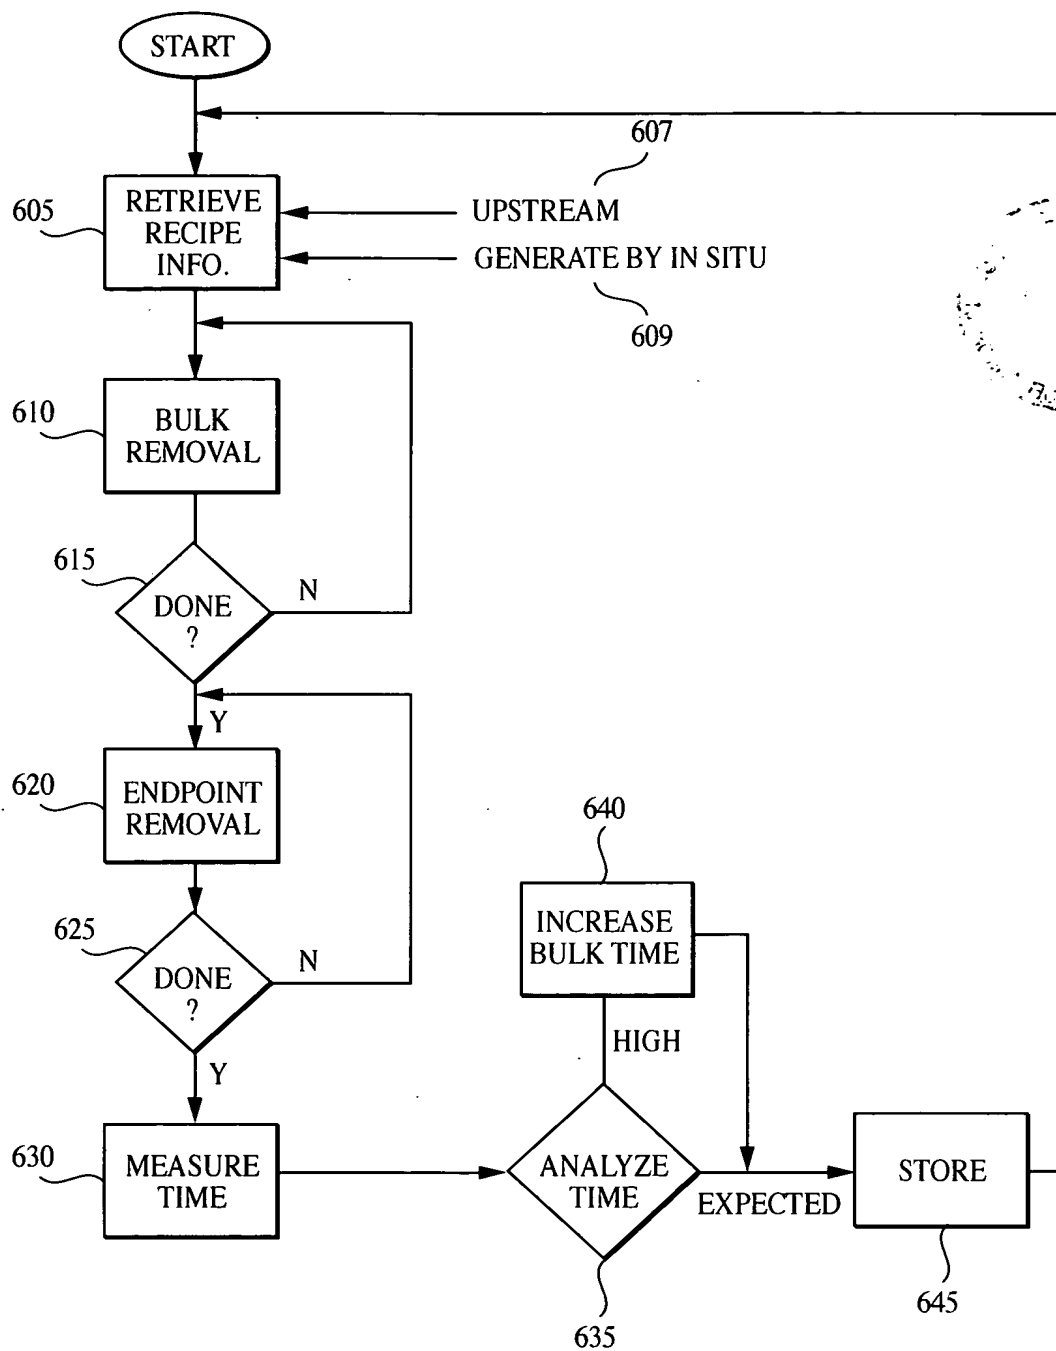 START
607
605
RETRIEVE
RECIPE
INFO.
UPSTREAM
GENERATE BY IN SITU
609
610
BULK
REMOVAL
615
DONE
?
N
Y
620
ENDPOINT
REMOVAL
625
DONE
?
N
Y
630
MEASURE
TIME
640
INCREASE
BULK TIME
HIGH
ANALYZE
TIME
EXPECTED
635
STORE
645